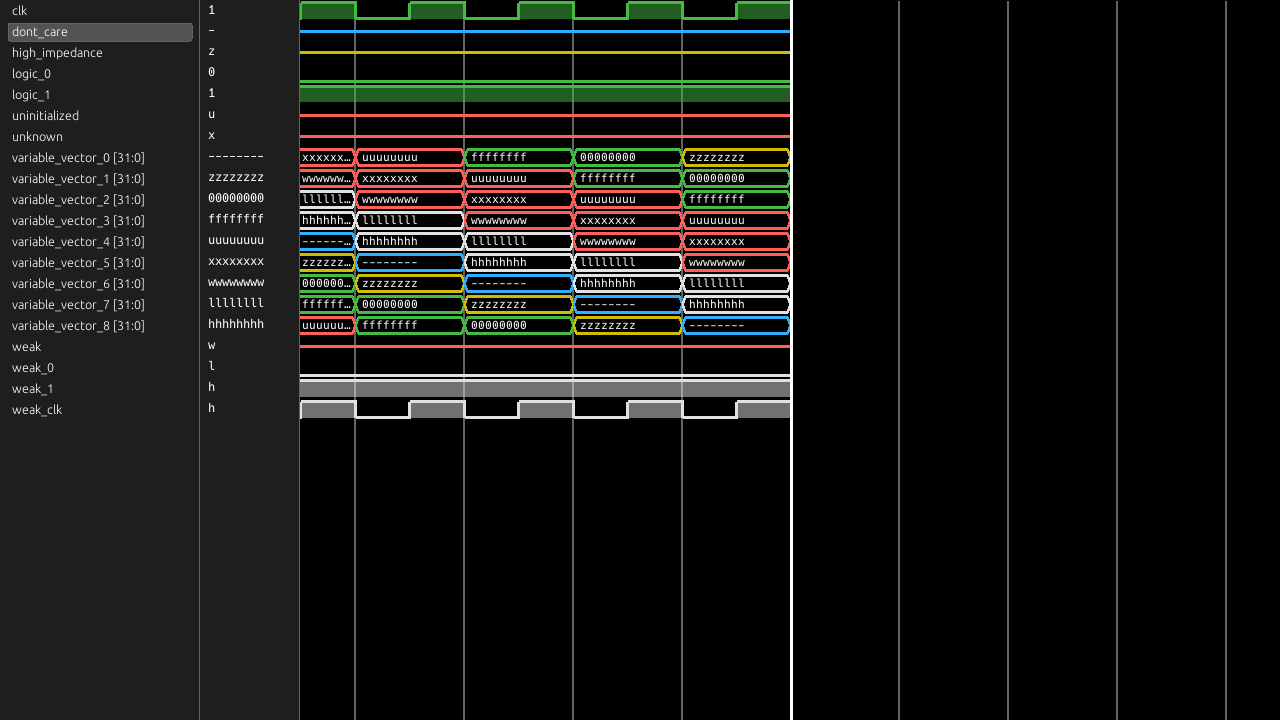 clk 1
dont_care -
high_impedance z
logic_0 0
logic_1 1
uninitialized u
unknown x
variable_vector_0 [31:0] -------- xxxxxx… uuuuuuuu ffffffff 00000000 zzzzzzzz
variable_vector_1 [31:0] zzzzzzzz wwwwww… xxxxxxxx uuuuuuuu ffffffff 00000000
variable_vector_2 [31:0] 00000000 llllll… wwwwwwww xxxxxxxx uuuuuuuu ffffffff
variable_vector_3 [31:0] ffffffff hhhhhh… llllllll wwwwwwww xxxxxxxx uuuuuuuu
variable_vector_4 [31:0] uuuuuuuu ------… hhhhhhhh llllllll wwwwwwww xxxxxxxx
variable_vector_5 [31:0] xxxxxxxx zzzzzz… -------- hhhhhhhh llllllll wwwwwwww
variable_vector_6 [31:0] wwwwwwww 000000… zzzzzzzz -------- hhhhhhhh llllllll
variable_vector_7 [31:0] llllllll ffffff… 00000000 zzzzzzzz -------- hhhhhhhh
variable_vector_8 [31:0] hhhhhhhh uuuuuu… ffffffff 00000000 zzzzzzzz --------
weak w
weak_0 l
weak_1 h
weak_clk h